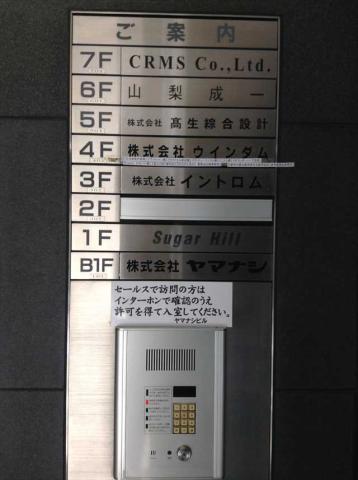 ご案内
7F CRMS Co.,Ltd.
6F 山梨成一
5F 株式会社 髙生綜合設計
4F 株式会社 ウインダム
3F 株式会社 イントロム
2F
1F Sugar Hill
B1F 株式会社 ヤマナシ
セールスで訪問の方は
インターホンで確認のうえ
許可を得て入室してください。
ヤマナシビル